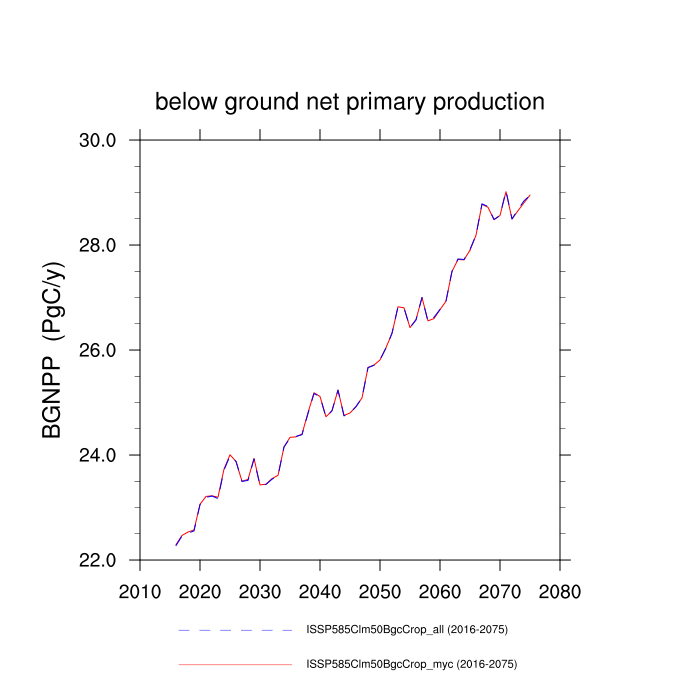 below ground net primary production
BGNPP (PgC/y)
30.0
28.0
26.0
24.0
22.0
2010 2020 2030 2040 2050 2060 2070 2080
ISSP585Clm50BgcCrop_all (2016-2075)
ISSP585Clm50BgcCrop_myc (2016-2075)